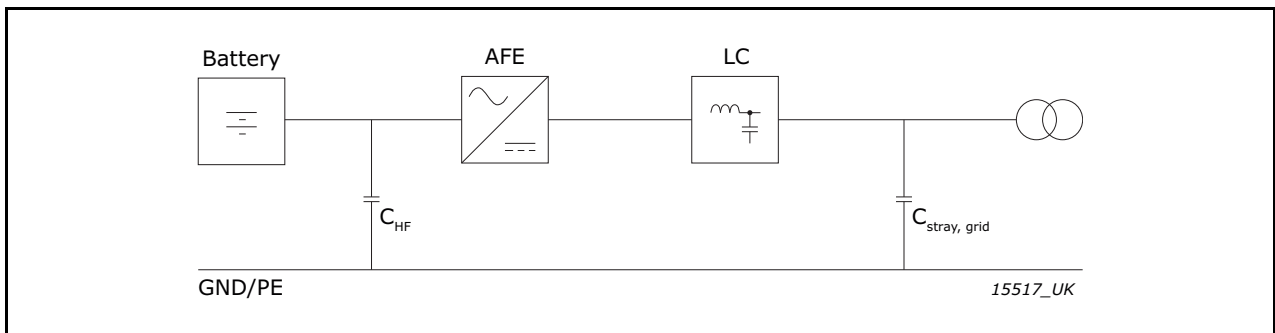 Battery
AFE
LC
C_HF
C_stray, grid
GND/PE
15517_UK